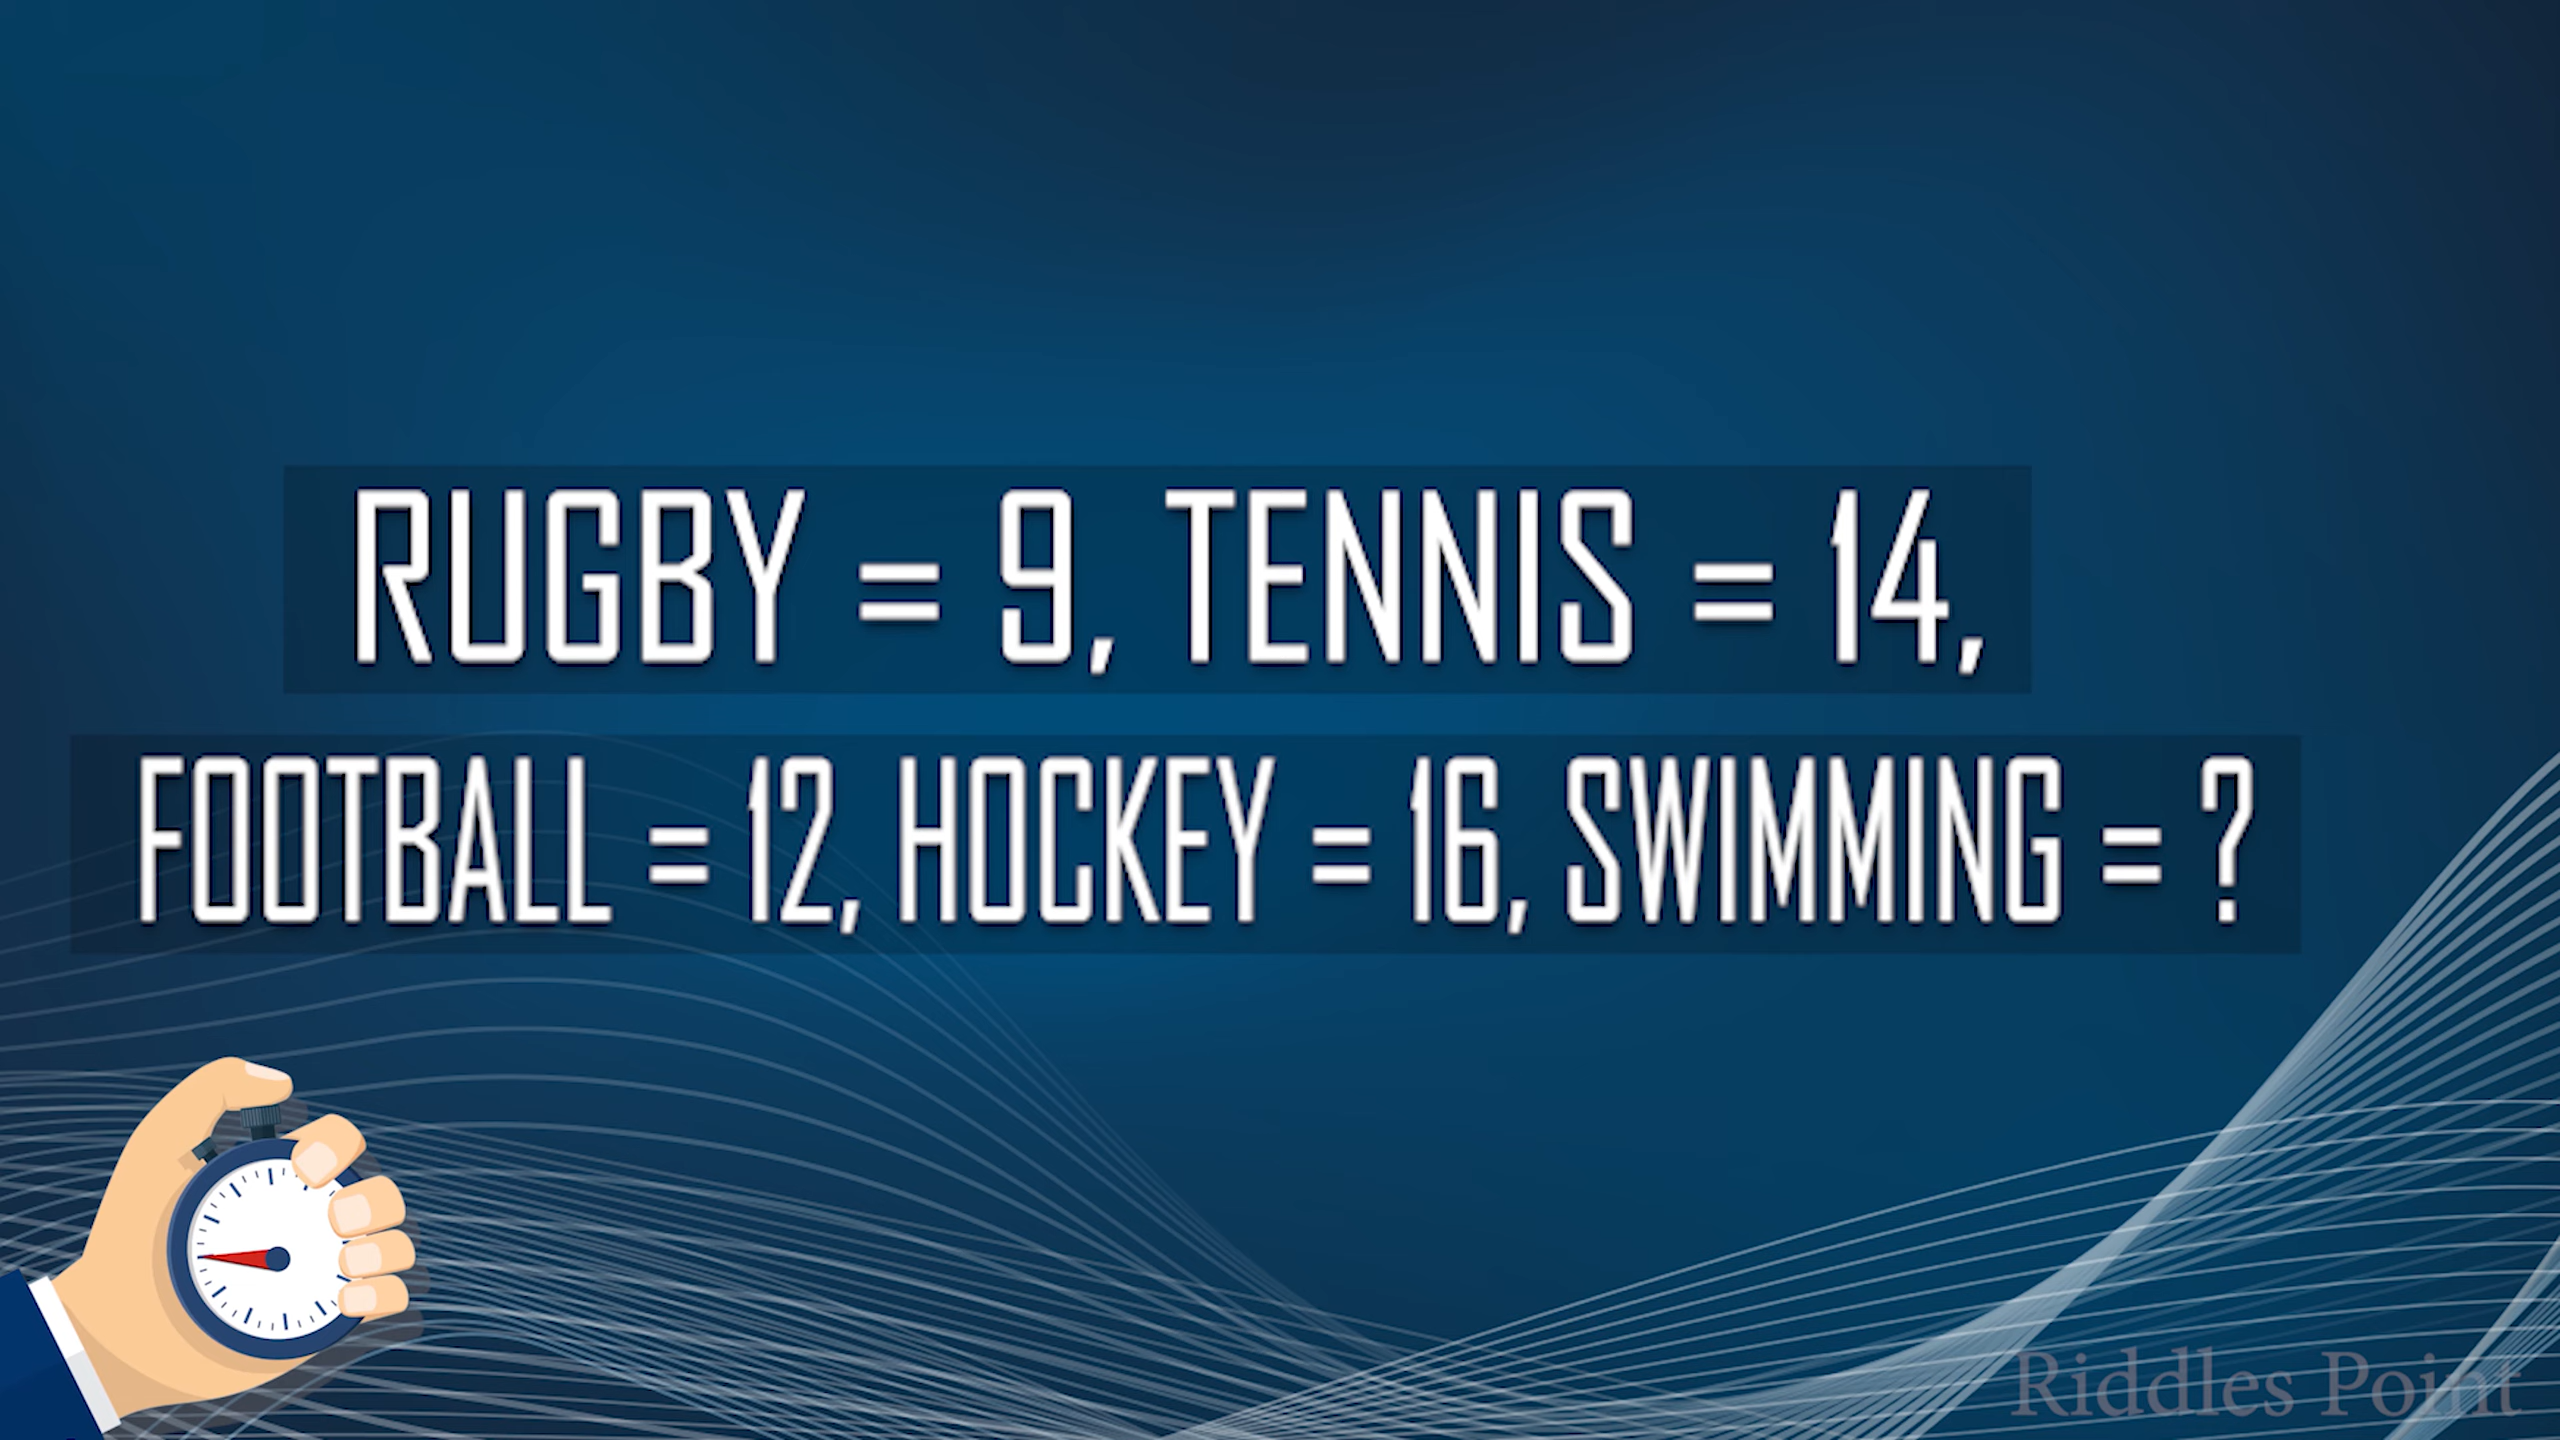 RUGBY = 9, TENNIS = 14,
FOOTBALL = 12, HOCKEY = 16, SWIMMING = ?
Riddles Point